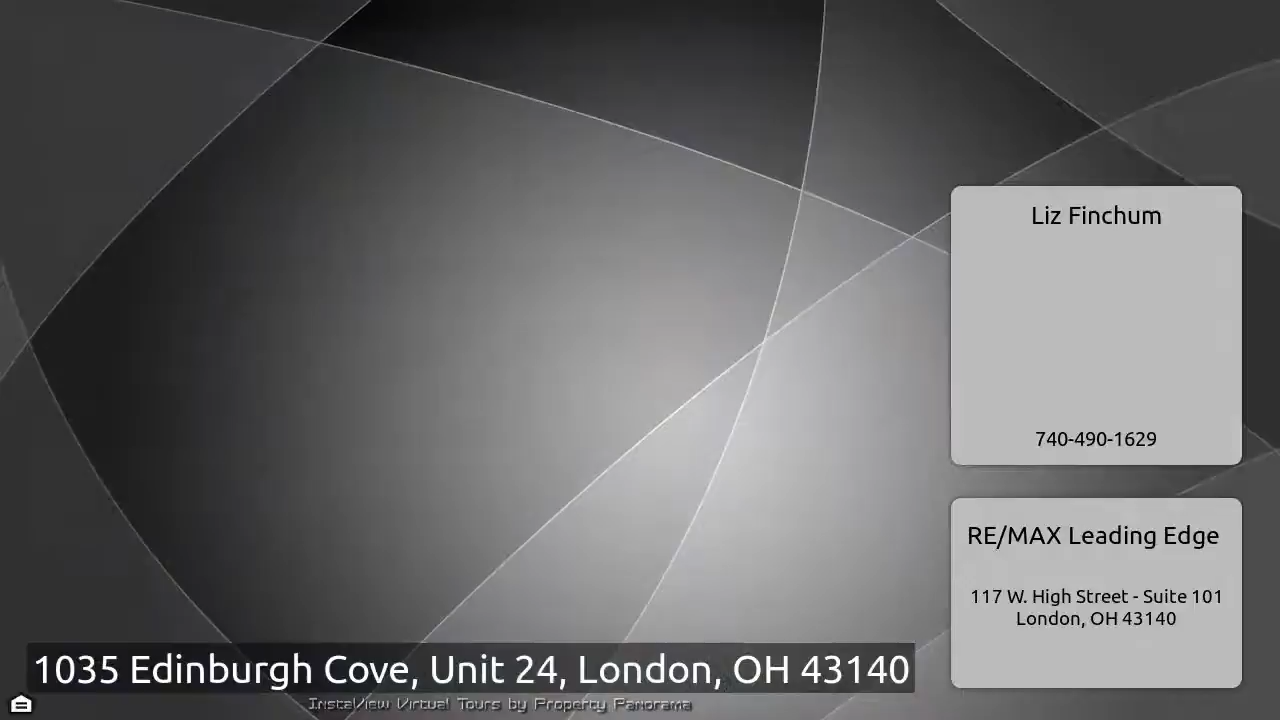 Liz Finchum
740-490-1629
RE/MAX Leading Edge
117 W. High Street - Suite 101
London, OH 43140
1035 Edinburgh Cove, Unit 24, London, OH 43140
InstaView Virtual Tours by Property Panorama